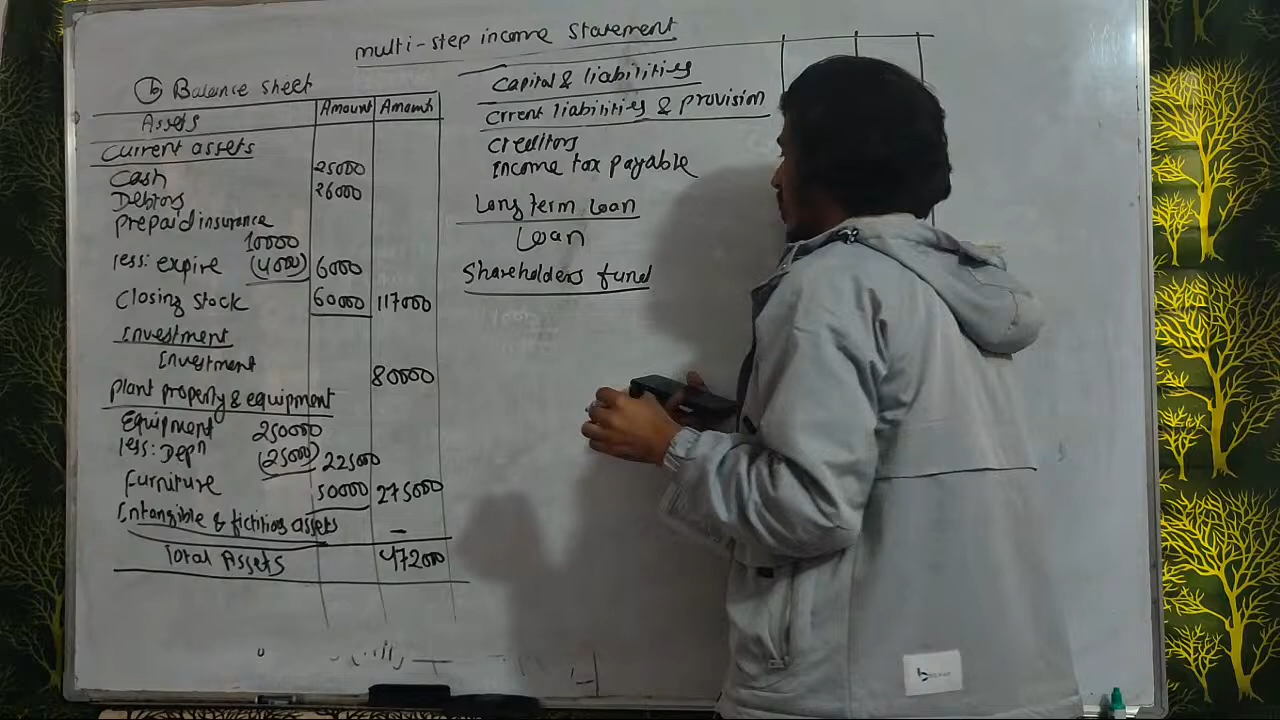 multi-step income Statement
(b) Balance sheet
Assets Amount Amount
Current assets
Cash 25000
Debtors 26000
prepaid insurance
10000
less: expire (4000) 6000
Closing stock 60000 117000
Investment
Investment
80000
Plant property & equipment
Equipment 250000
less: Depn (25000) 225000
furniture 50000 275000
Intangible & fictitios assets –
Total Assets 472000
Capital & liabilities
Crrent liabilities & provision
Creditors
Income tax payable
Long term loan
Loan
Shareholders fund